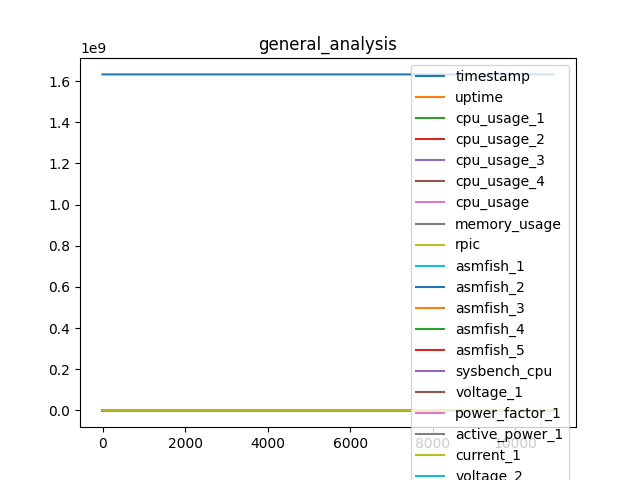 general_analysis
1e9
1.6
1.4
1.2
1.0
0.8
0.6
0.4
0.2
0.0
0
2000
4000
6000
8000
10000
timestamp
uptime
cpu_usage_1
cpu_usage_2
cpu_usage_3
cpu_usage_4
cpu_usage
memory_usage
rpic
asmfish_1
asmfish_2
asmfish_3
asmfish_4
asmfish_5
sysbench_cpu
voltage_1
power_factor_1
active_power_1
current_1
voltage_2